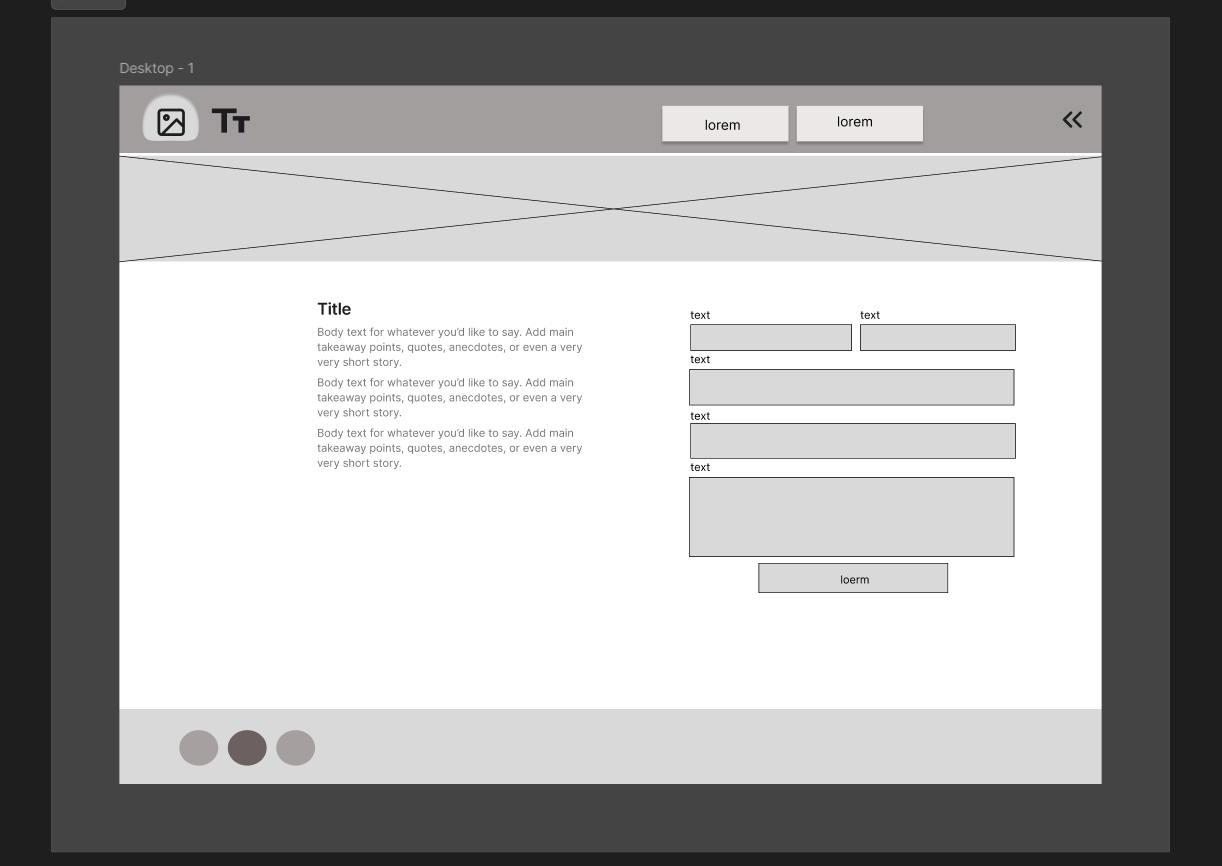 Desktop - 1
Tт
lorem
lorem
Title
Body text for whatever you'd like to say. Add main
takeaway points, quotes, anecdotes, or even a very
very short story.
Body text for whatever you'd like to say. Add main
takeaway points, quotes, anecdotes, or even a very
very short story.
Body text for whatever you'd like to say. Add main
takeaway points, quotes, anecdotes, or even a very
very short story.
text
text
text
text
text
loerm